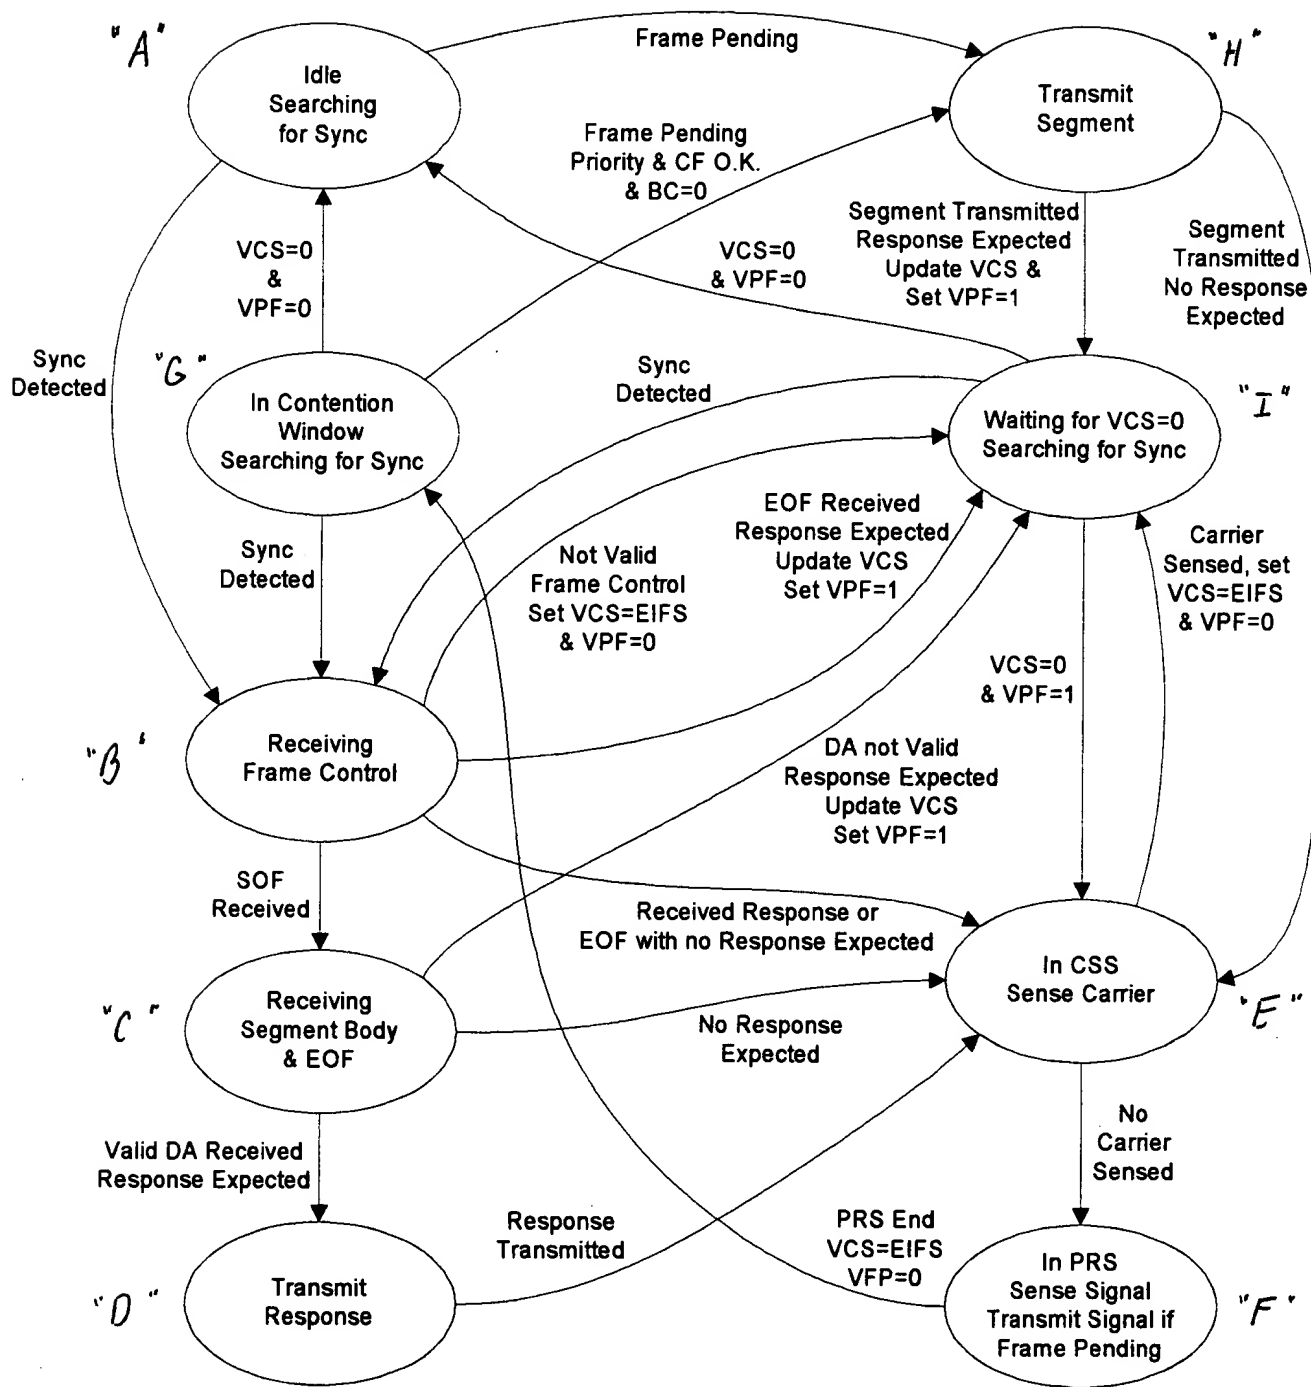 "A"
Idle
Searching
for Sync
Frame Pending
"H"
Transmit
Segment
Frame Pending
Priority & CF O.K.
& BC=0
VCS=0
&
VPF=0
VCS=0
& VPF=0
Segment Transmitted
Response Expected
Update VCS &
Set VPF=1
Segment
Transmitted
No Response
Expected
Sync
Detected
"G"
In Contention
Window
Searching for Sync
Sync
Detected
Waiting for VCS=0
Searching for Sync
"I"
Sync
Detected
Not Valid
Frame Control
Set VCS=EIFS
& VPF=0
EOF Received
Response Expected
Update VCS
Set VPF=1
Carrier
Sensed, set
VCS=EIFS
& VPF=0
VCS=0
& VPF=1
"B"
Receiving
Frame Control
DA not Valid
Response Expected
Update VCS
Set VPF=1
SOF
Received
Received Response or
EOF with no Response Expected
In CSS
Sense Carrier
"E"
"C"
Receiving
Segment Body
& EOF
No Response
Expected
No
Carrier
Sensed
Valid DA Received
Response Expected
Response
Transmitted
PRS End
VCS=EIFS
VFP=0
"D"
Transmit
Response
In PRS
Sense Signal
Transmit Signal if
Frame Pending
"F"